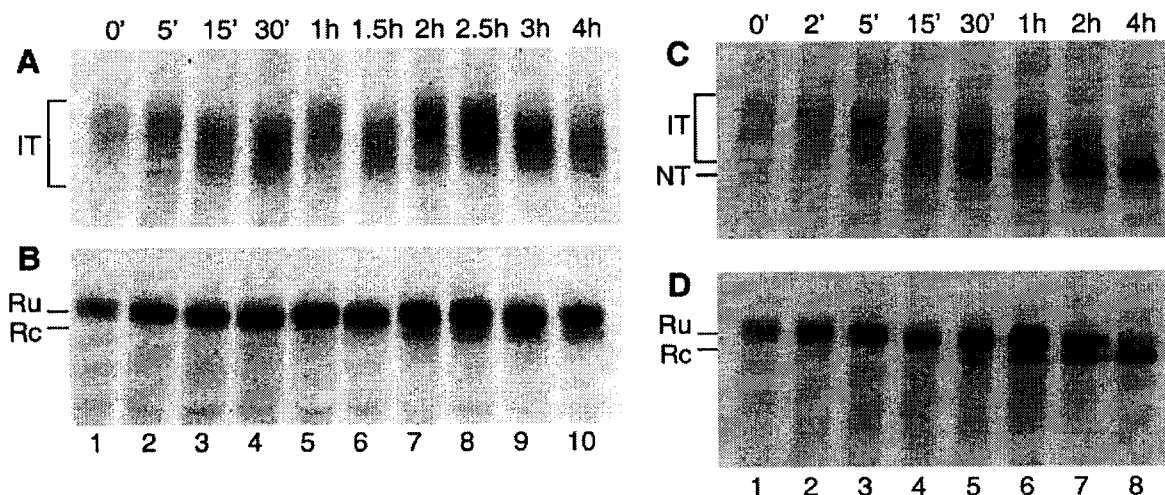 A
0' 5' 15' 30' 1h 1.5h 2h 2.5h 3h 4h
IT
B
Ru
Rc
1 2 3 4 5 6 7 8 9 10
C
0' 2' 5' 15' 30' 1h 2h 4h
IT
NT
D
Ru
Rc
1 2 3 4 5 6 7 8